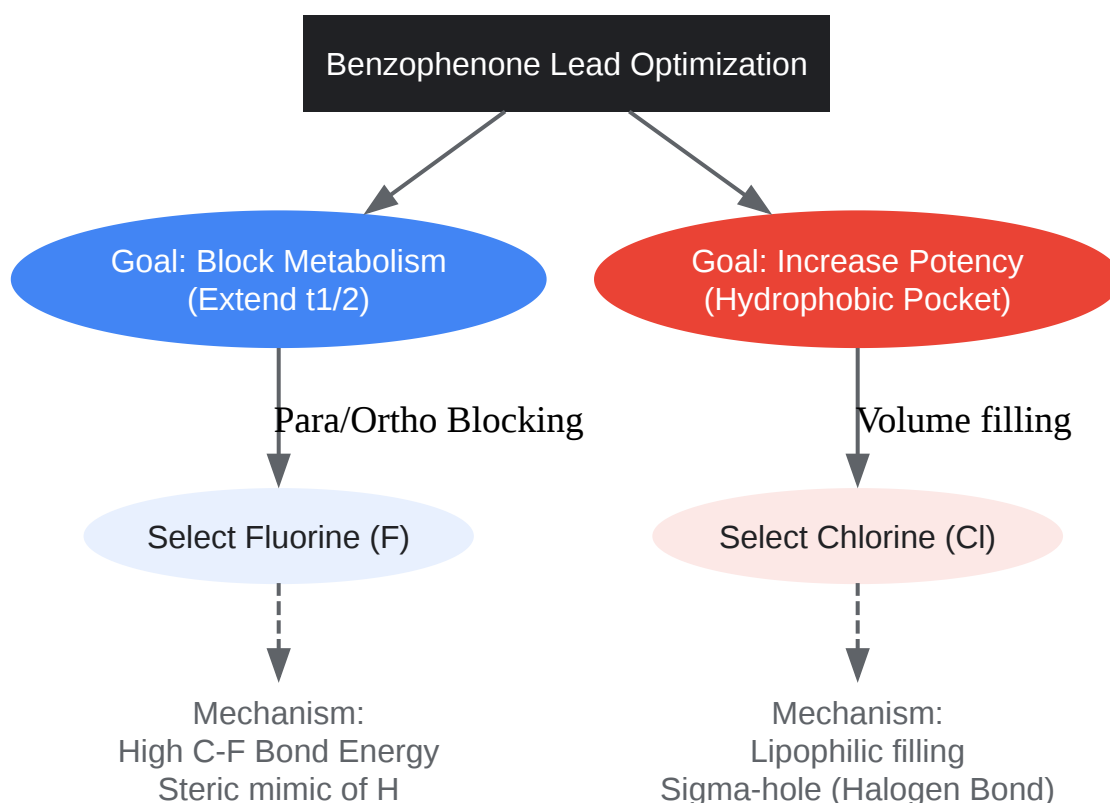 Benzophenone Lead Optimization
Goal: Block Metabolism
(Extend t1/2)
Goal: Increase Potency
(Hydrophobic Pocket)
Para/Ortho Blocking
Volume filling
Select Fluorine (F)
Select Chlorine (Cl)
Mechanism:
High C-F Bond Energy
Steric mimic of H
Mechanism:
Lipophilic filling
Sigma-hole (Halogen Bond)